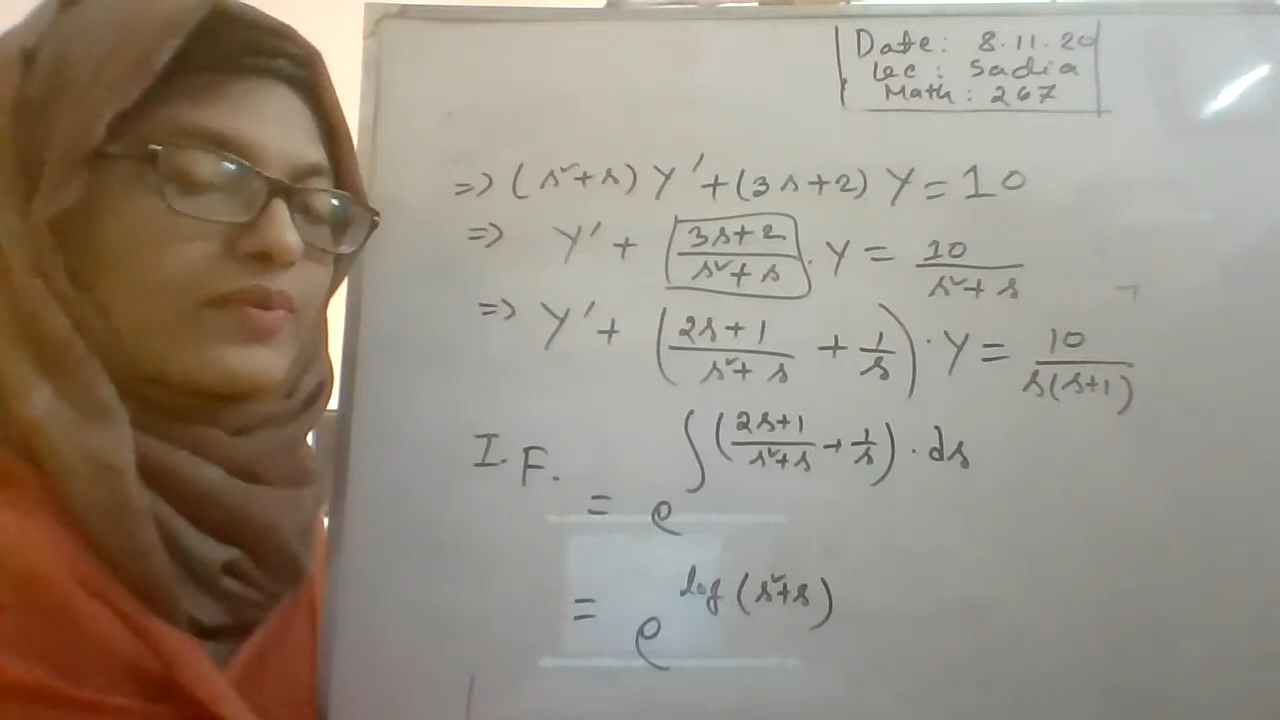 Date: 8.11.20
Lec : Sadia
Math: 267
=> (s²+s) Y' + (3s+2) Y = 10
=> Y' + (3s+2)/(s²+s) . Y = 10/(s²+s)
=> Y' + ((2s+1)/(s²+s) + 1/s) . Y = 10/(s(s+1))
I.F. = e^∫((2s+1)/(s²+s) + 1/s) . ds
= e^log(s²+s)